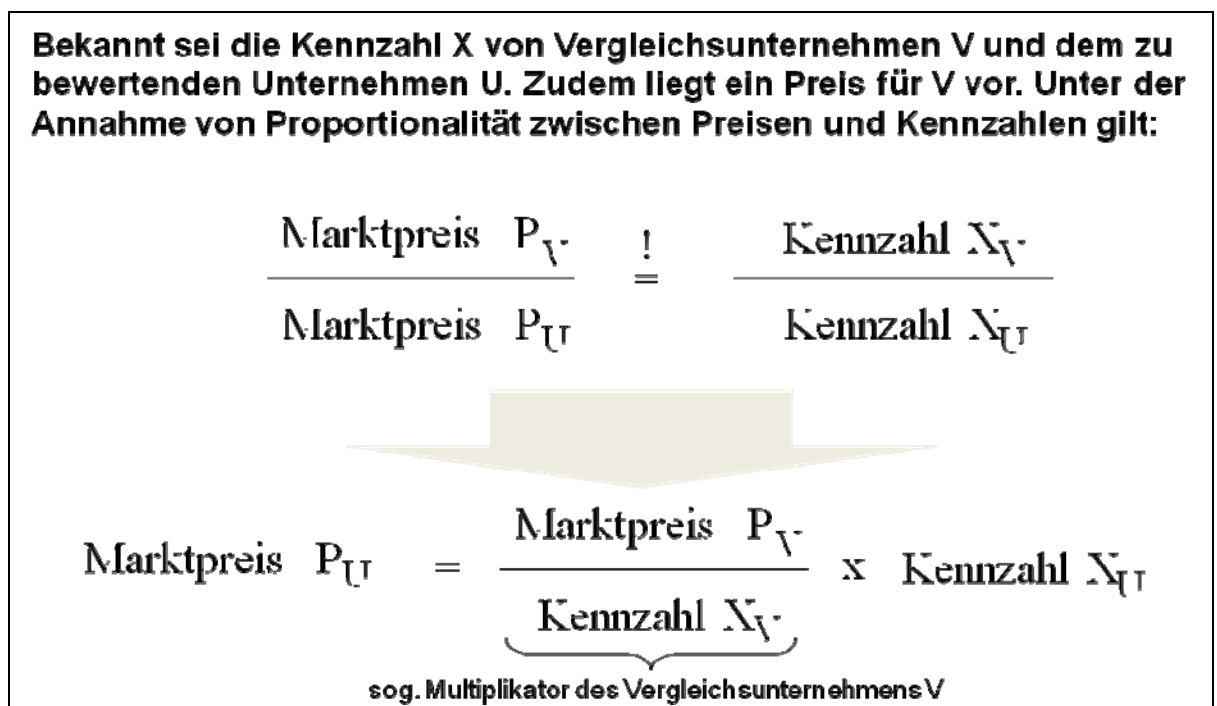 Bekannt sei die Kennzahl X von Vergleichsunternehmen V und dem zu
bewertenden Unternehmen U. Zudem liegt ein Preis für V vor. Unter der
Annahme von Proportionalität zwischen Preisen und Kennzahlen gilt:
Marktpreis P_V ! Kennzahl X_V
=
Marktpreis P_U Kennzahl X_U
Marktpreis P_V
Marktpreis P_U = x Kennzahl X_U
Kennzahl X_V
sog. Multiplikator des Vergleichsunternehmens V